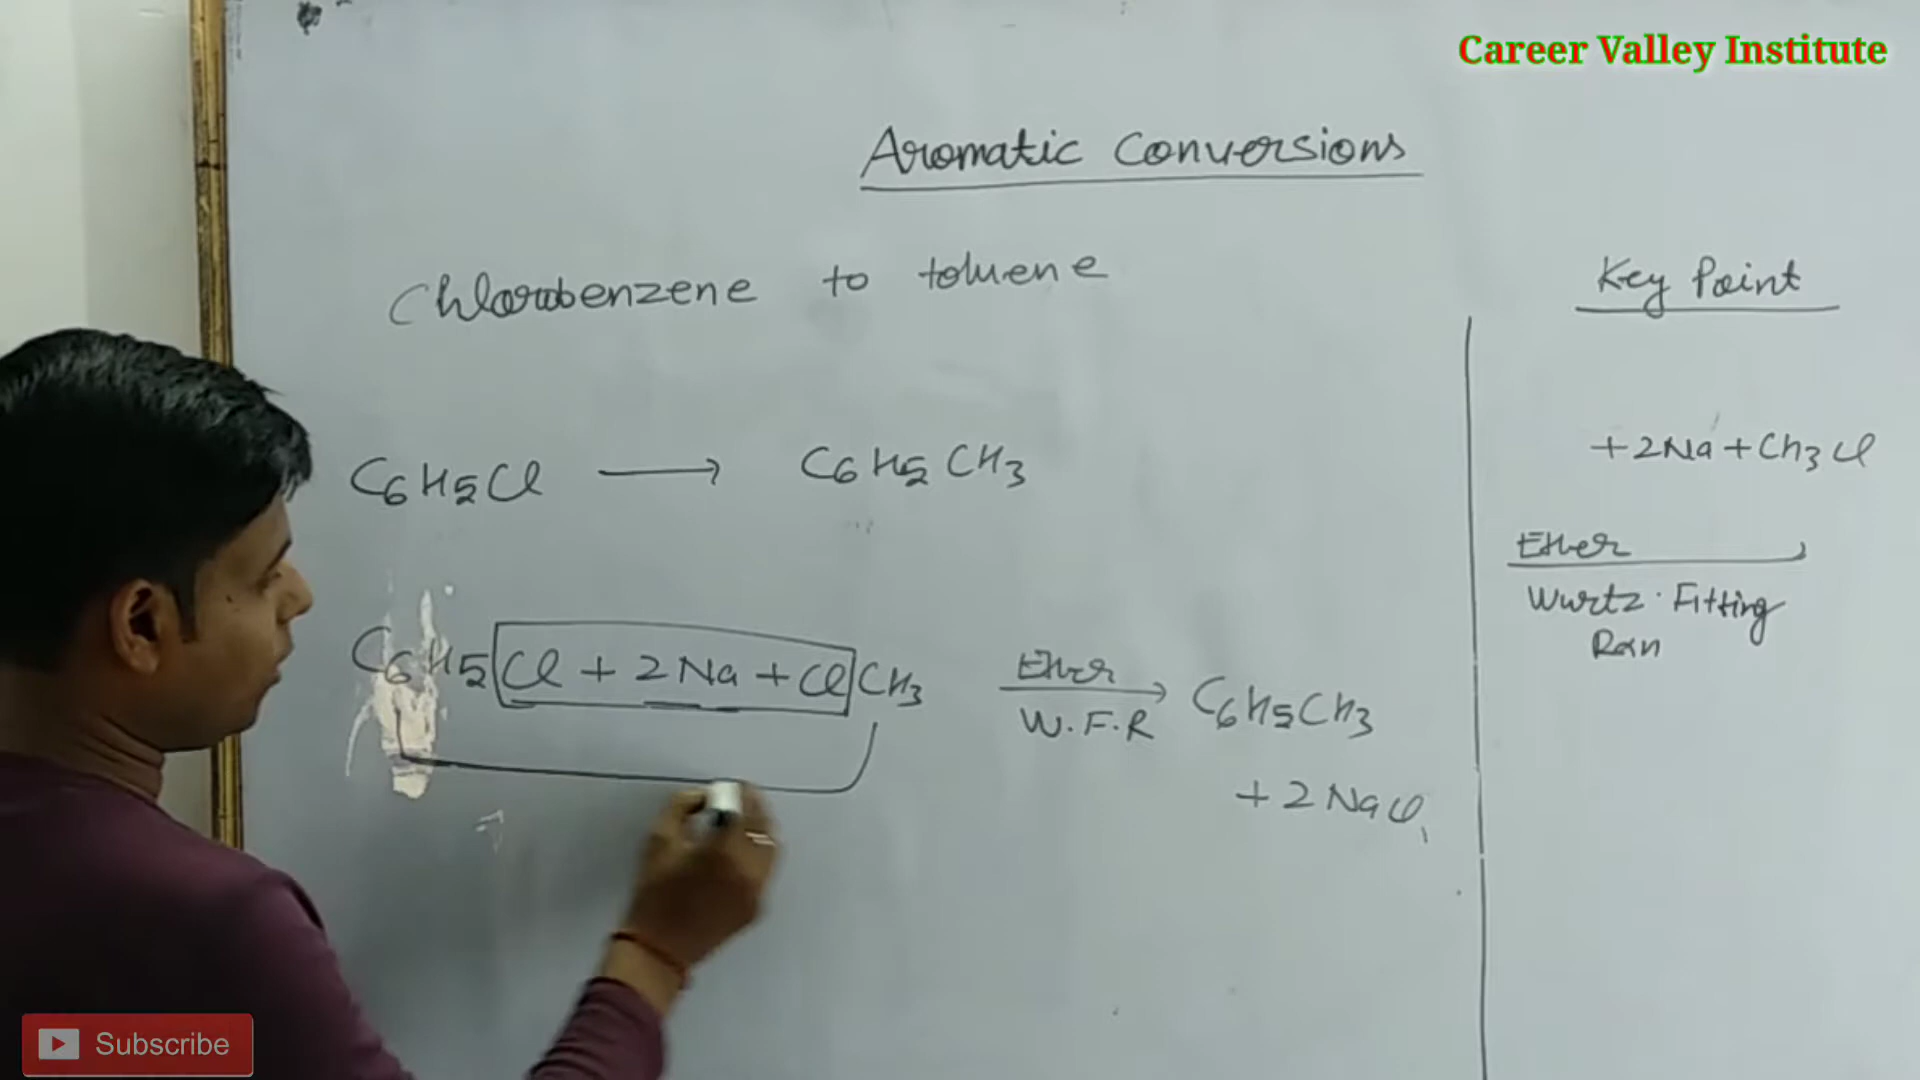 Career Valley Institute
Aromatic Conversions
Chlorobenzene to toluene
C6H5Cl ⟶ C6H5CH3
C6H5Cl + 2Na + ClCH3 Ether W.F.R → C6H5CH3
+ 2NaCl
Key Point
+ 2Na + CH3Cl
Ether
Wurtz. Fitting
Rxn
Subscribe